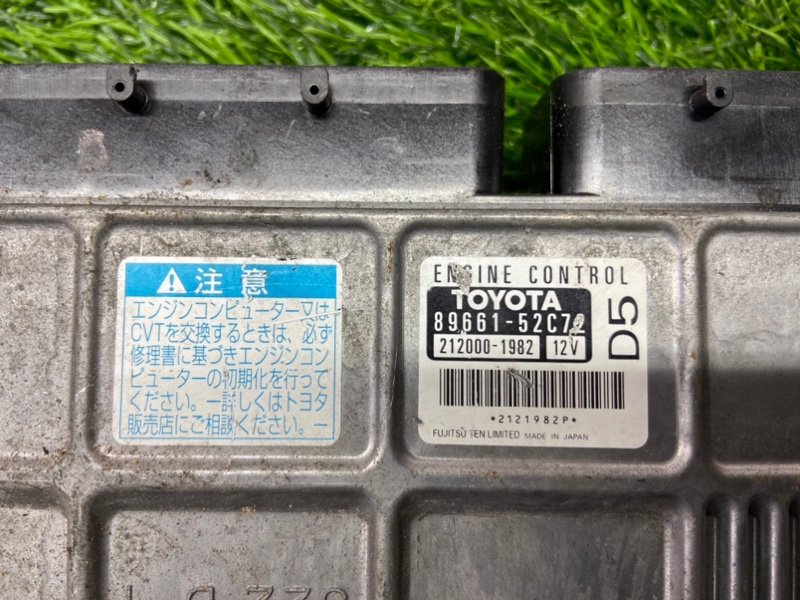 注意
エンジンコンピューター又は
CVTを交換するときは、必ず
修理書に基づきエンジンコン
ピューターの初期化を行って
ください。ー詳しくはトヨタ
販売店にご相談ください。ー
ENGINE CONTROL
TOYOTA
89661-52C72
212000-1982 12V
D5
*2121982P*
FUJITSU TEN LIMITED MADE IN JAPAN